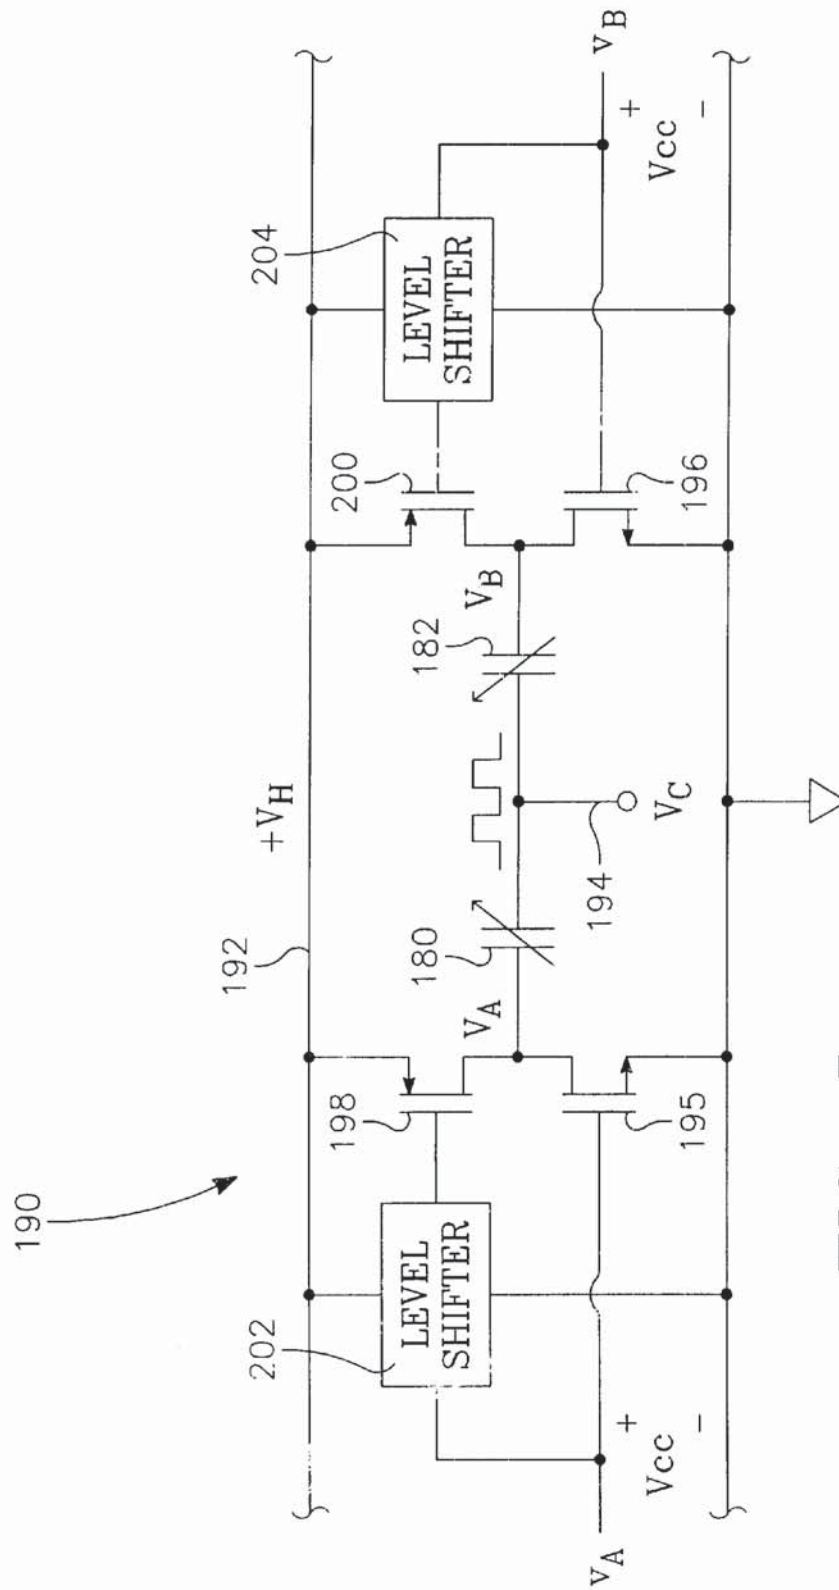 190
192
+V_H
202
LEVEL
SHIFTER
198
V_A
180
182
V_B
200
204
LEVEL
SHIFTER
194
V_C
195
196
v_A
+
Vcc
−
v_B
+
Vcc
−